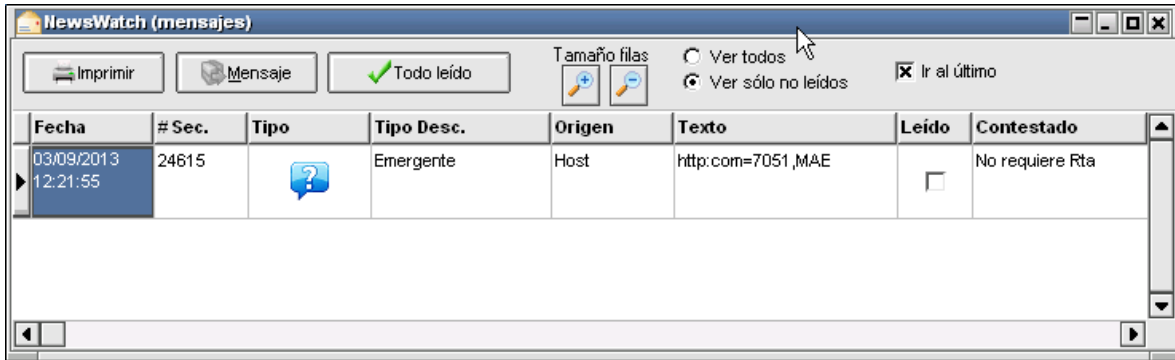 NewsWatch (mensajes)
Imprimir
Mensaje
Todo leído
Tamaño filas
Ver todos
Ver sólo no leídos
Ir al último
Fecha # Sec. Tipo Tipo Desc. Origen Texto Leído Contestado
03/09/2013 24615 Emergente Host http:com=7051,MAE No requiere Rta
12:21:55